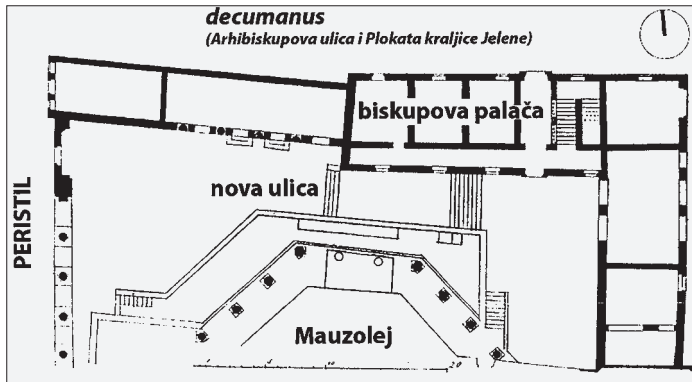 decumanus
(Arhibiskupova ulica i Plokata kraljice Jelene)
biskupova palača
nova ulica
PERISTIL
Mauzolej